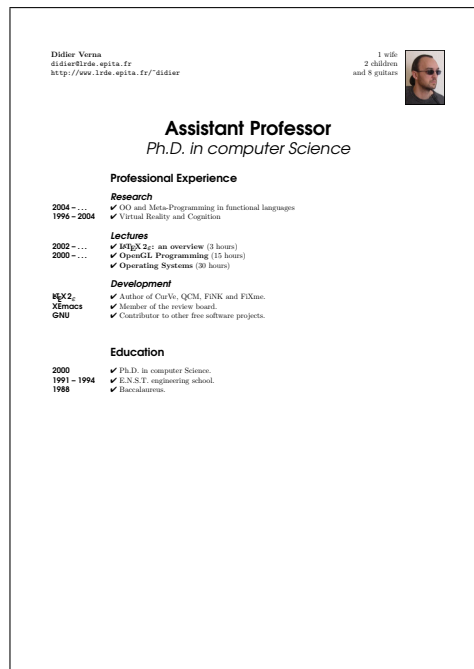 Didier Verna
didier@lrde.epita.fr
http://www.lrde.epita.fr/~didier
1 wife
2 children
and 8 guitars
Assistant Professor
Ph.D. in computer Science
Professional Experience
Research
2004 – ... ✔ OO and Meta-Programming in functional languages
1996 – 2004 ✔ Virtual Reality and Cognition
Lectures
2002 – ... ✔ LATEX 2ε: an overview (3 hours)
2000 – ... ✔ OpenGL Programming (15 hours)
✔ Operating Systems (30 hours)
Development
LATEX 2ε ✔ Author of CurVe, QCM, FiNK and FiXme.
XEmacs ✔ Member of the review board.
GNU ✔ Contributor to other free software projects.
Education
2000 ✔ Ph.D. in computer Science.
1991 – 1994 ✔ E.N.S.T. engineering school.
1988 ✔ Baccalaureus.